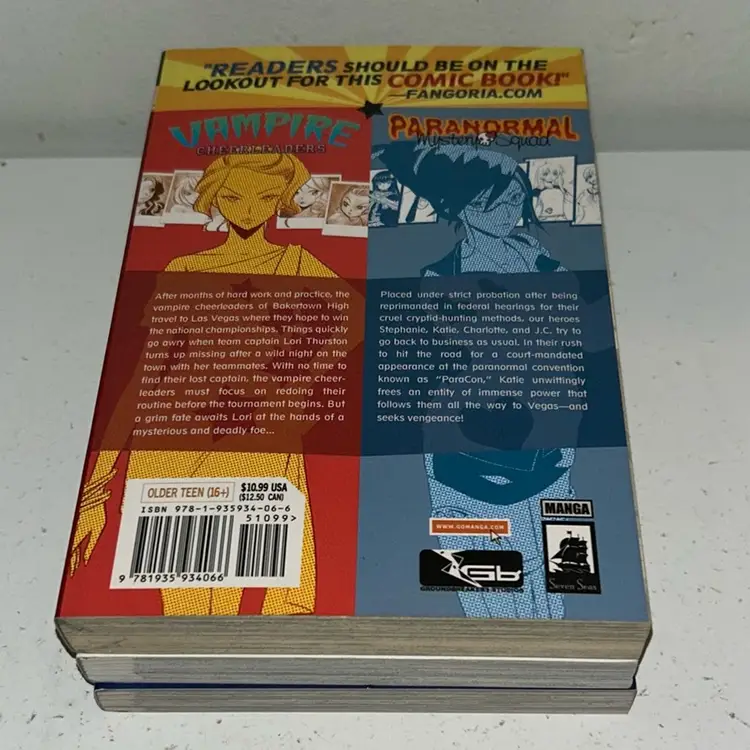 "READERS SHOULD BE ON THE
LOOKOUT FOR THIS COMIC BOOK!"
—FANGORIA.COM
VAMPIRE
CHEERLEADERS
After months of hard work and practice, the
vampire cheerleaders of Bakertown High
travel to Las Vegas where they hope to win
the national championships. Things quickly
go awry when team captain Lori Thurston
turns up missing after a wild night on the
town with her teammates. With no time to
find their lost captain, the vampire cheer-
leaders must focus on redoing their
routine before the tournament begins. But
a grim fate awaits Lori at the hands of a
mysterious and deadly foe...
PARANORMAL
Mystery Squad
Placed under strict probation after being
reprimanded in federal hearings for their
cruel cryptid-hunting methods, our heroes
Stephanie, Katie, Charlotte, and J.C. try to
go back to business as usual. In their rush
to hit the road for a court-mandated
appearance at the paranormal convention
known as "ParaCon," Katie unwittingly
frees an entity of immense power that
follows them all the way to Vegas—and
seeks vengeance!
OLDER TEEN (16+)
$10.99 USA
($12.50 CAN)
ISBN 978-1-935934-06-6
51099>
9 781935 934066
WWW.GOMANGA.COM
Gb
MANGA
Seven Seas